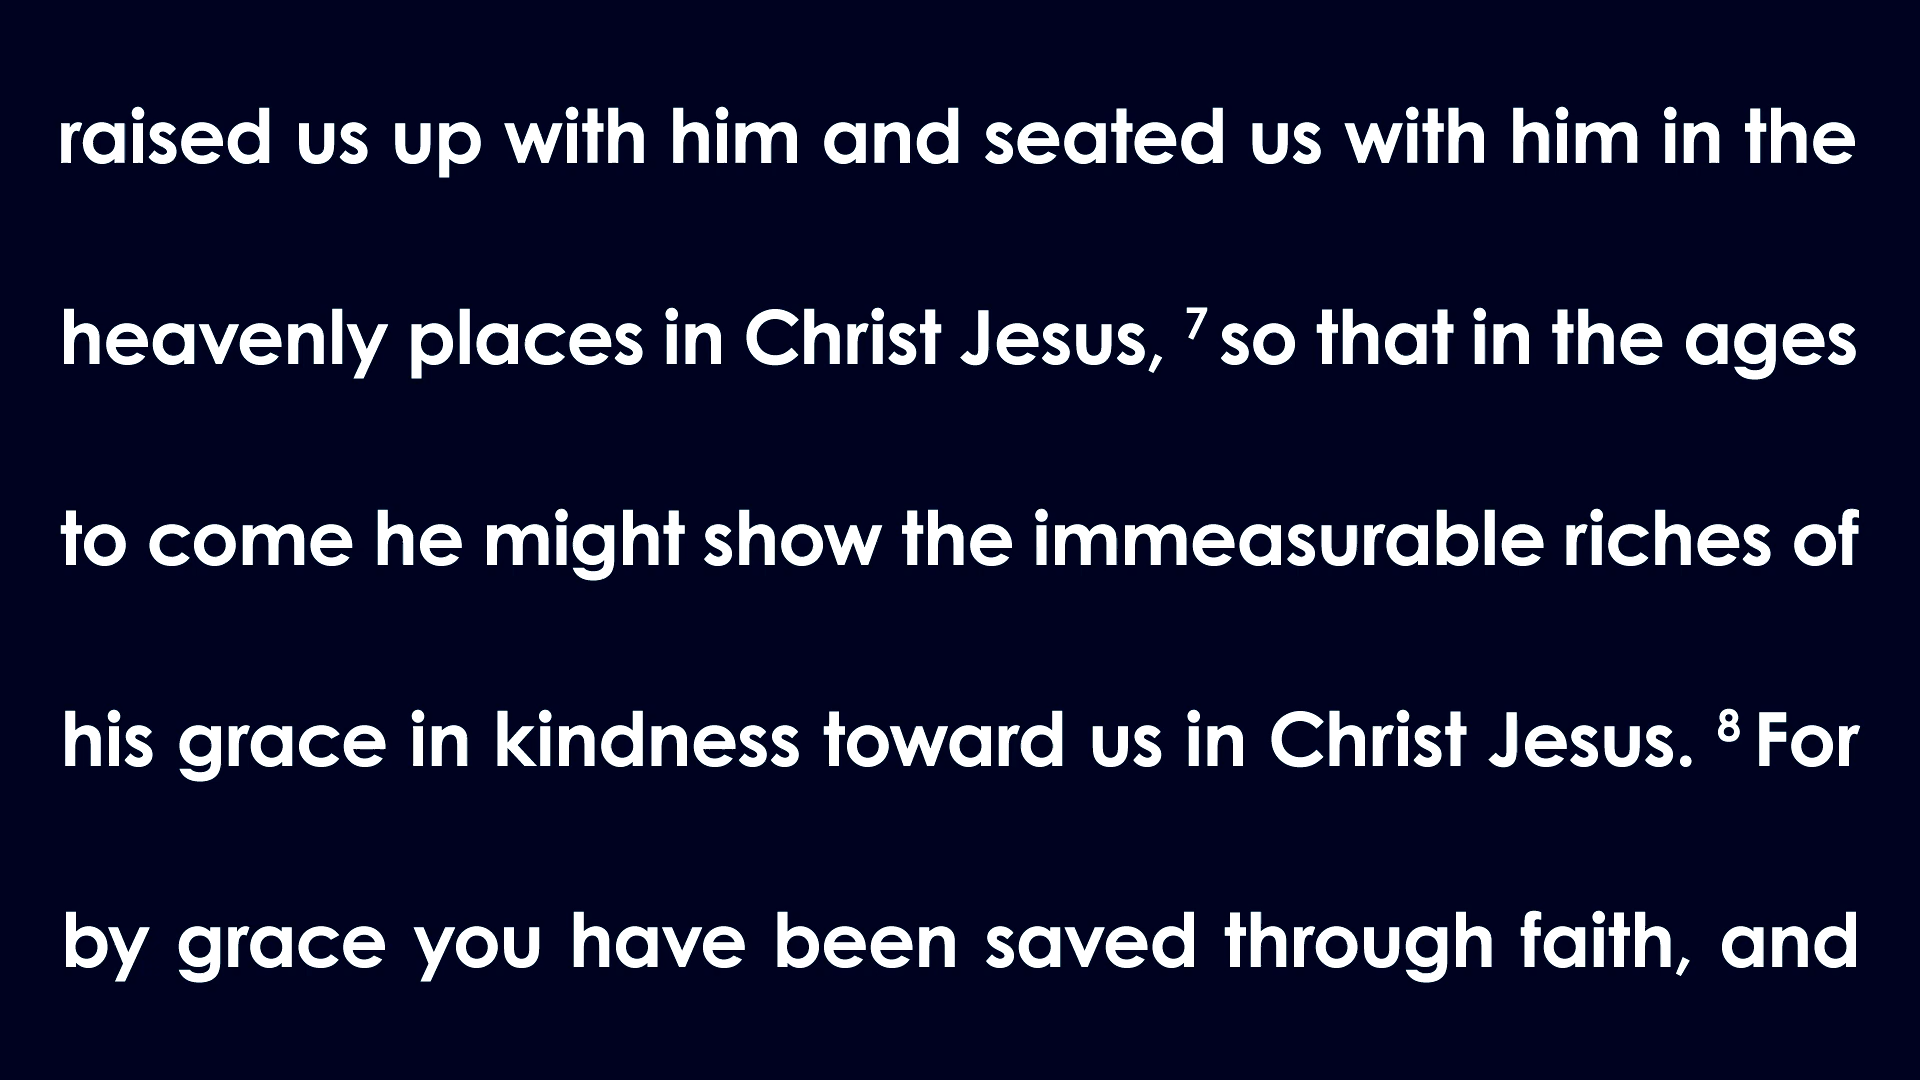 raised us up with him and seated us with him in the
heavenly places in Christ Jesus, ⁷ so that in the ages
to come he might show the immeasurable riches of
his grace in kindness toward us in Christ Jesus. ⁸ For
by grace you have been saved through faith, and